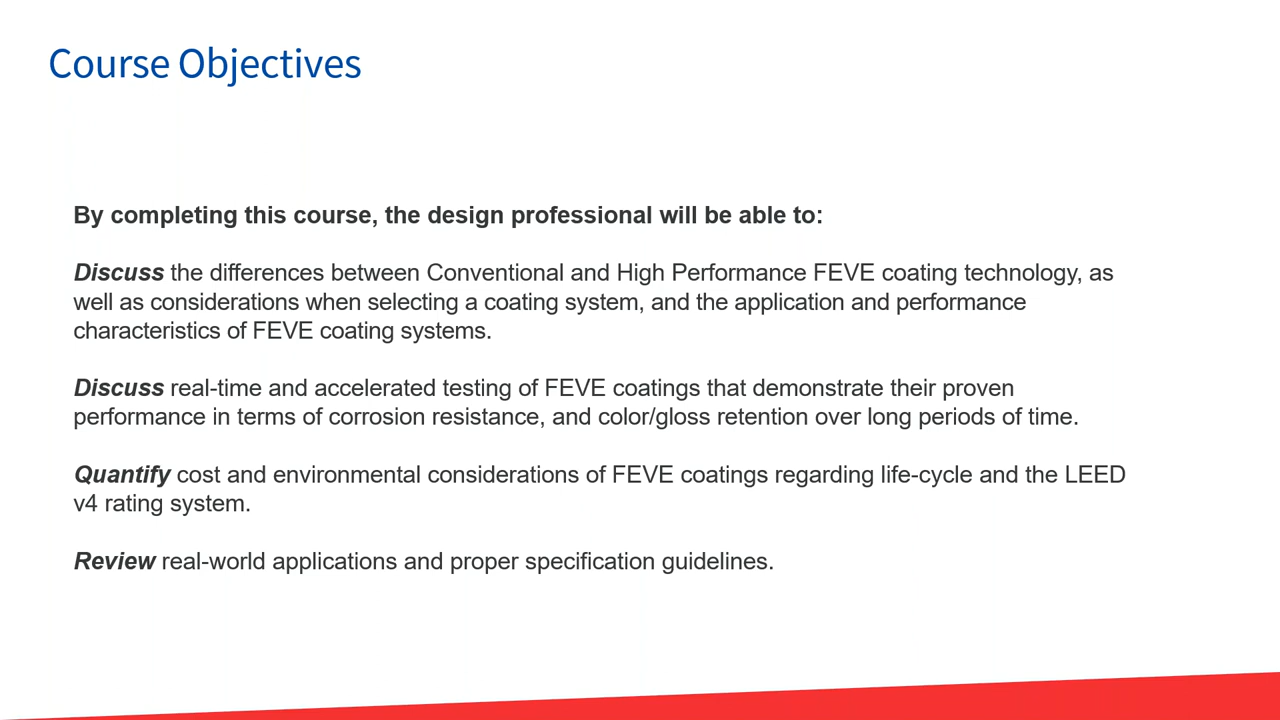 Course Objectives
By completing this course, the design professional will be able to:
Discuss the differences between Conventional and High Performance FEVE coating technology, as
well as considerations when selecting a coating system, and the application and performance
characteristics of FEVE coating systems.
Discuss real-time and accelerated testing of FEVE coatings that demonstrate their proven
performance in terms of corrosion resistance, and color/gloss retention over long periods of time.
Quantify cost and environmental considerations of FEVE coatings regarding life-cycle and the LEED
v4 rating system.
Review real-world applications and proper specification guidelines.